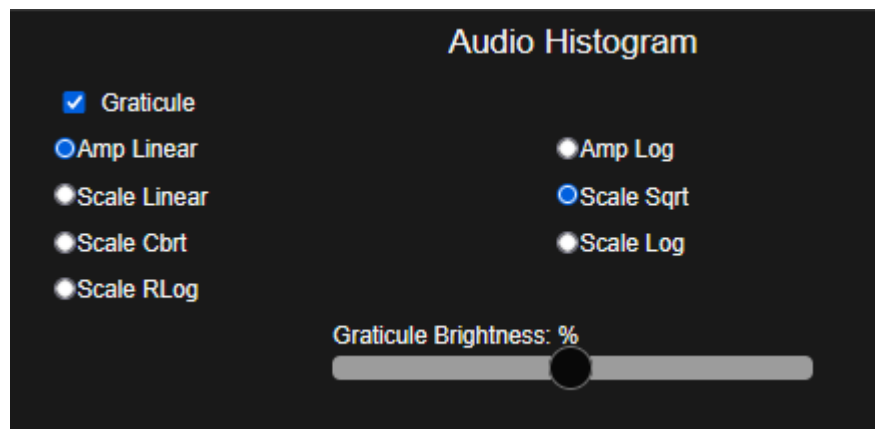 Audio Histogram
Graticule
Amp Linear
Amp Log
Scale Linear
Scale Sqrt
Scale Cbrt
Scale Log
Scale RLog
Graticule Brightness: %